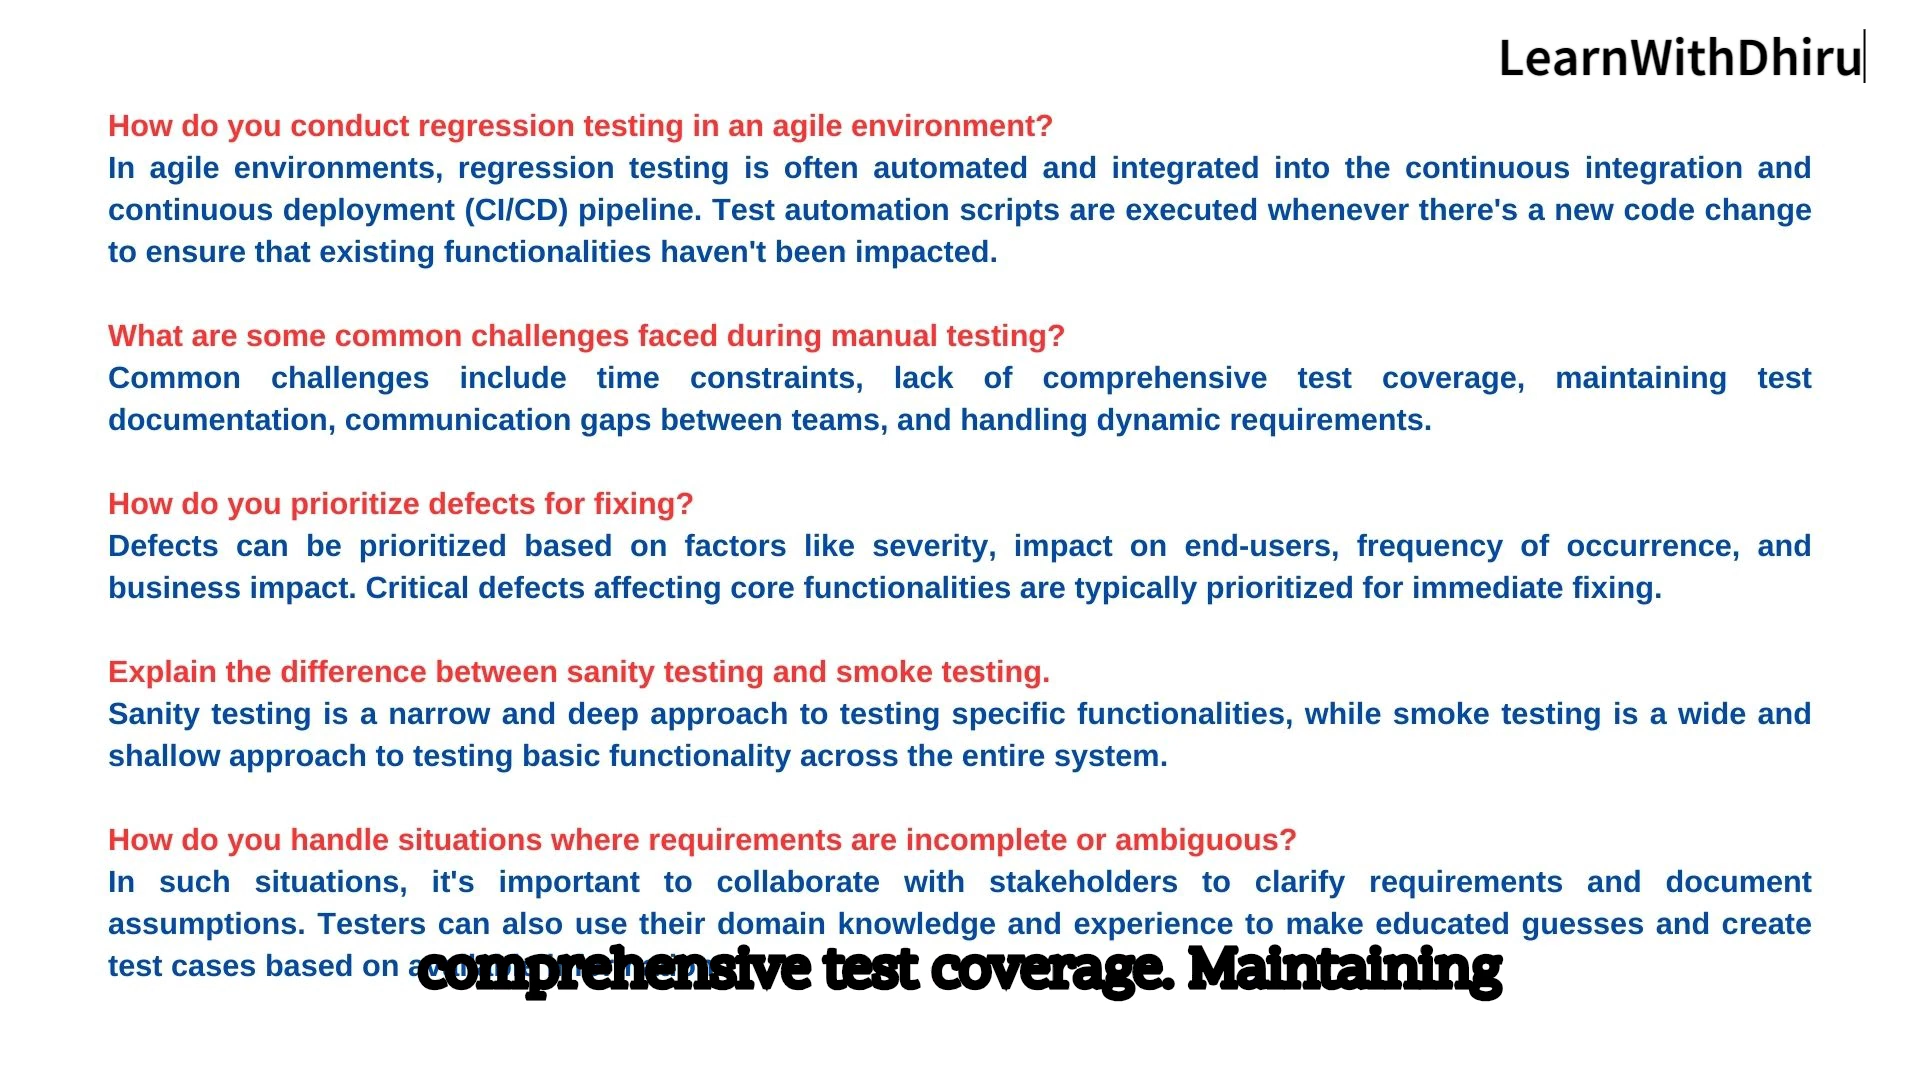 LearnWithDhiru
How do you conduct regression testing in an agile environment?
In agile environments, regression testing is often automated and integrated into the continuous integration and
continuous deployment (CI/CD) pipeline. Test automation scripts are executed whenever there's a new code change
to ensure that existing functionalities haven't been impacted.
What are some common challenges faced during manual testing?
Common challenges include time constraints, lack of comprehensive test coverage, maintaining test
documentation, communication gaps between teams, and handling dynamic requirements.
How do you prioritize defects for fixing?
Defects can be prioritized based on factors like severity, impact on end-users, frequency of occurrence, and
business impact. Critical defects affecting core functionalities are typically prioritized for immediate fixing.
Explain the difference between sanity testing and smoke testing.
Sanity testing is a narrow and deep approach to testing specific functionalities, while smoke testing is a wide and
shallow approach to testing basic functionality across the entire system.
How do you handle situations where requirements are incomplete or ambiguous?
In such situations, it's important to collaborate with stakeholders to clarify requirements and document
assumptions. Testers can also use their domain knowledge and experience to make educated guesses and create
test cases based on
comprehensive test coverage. Maintaining